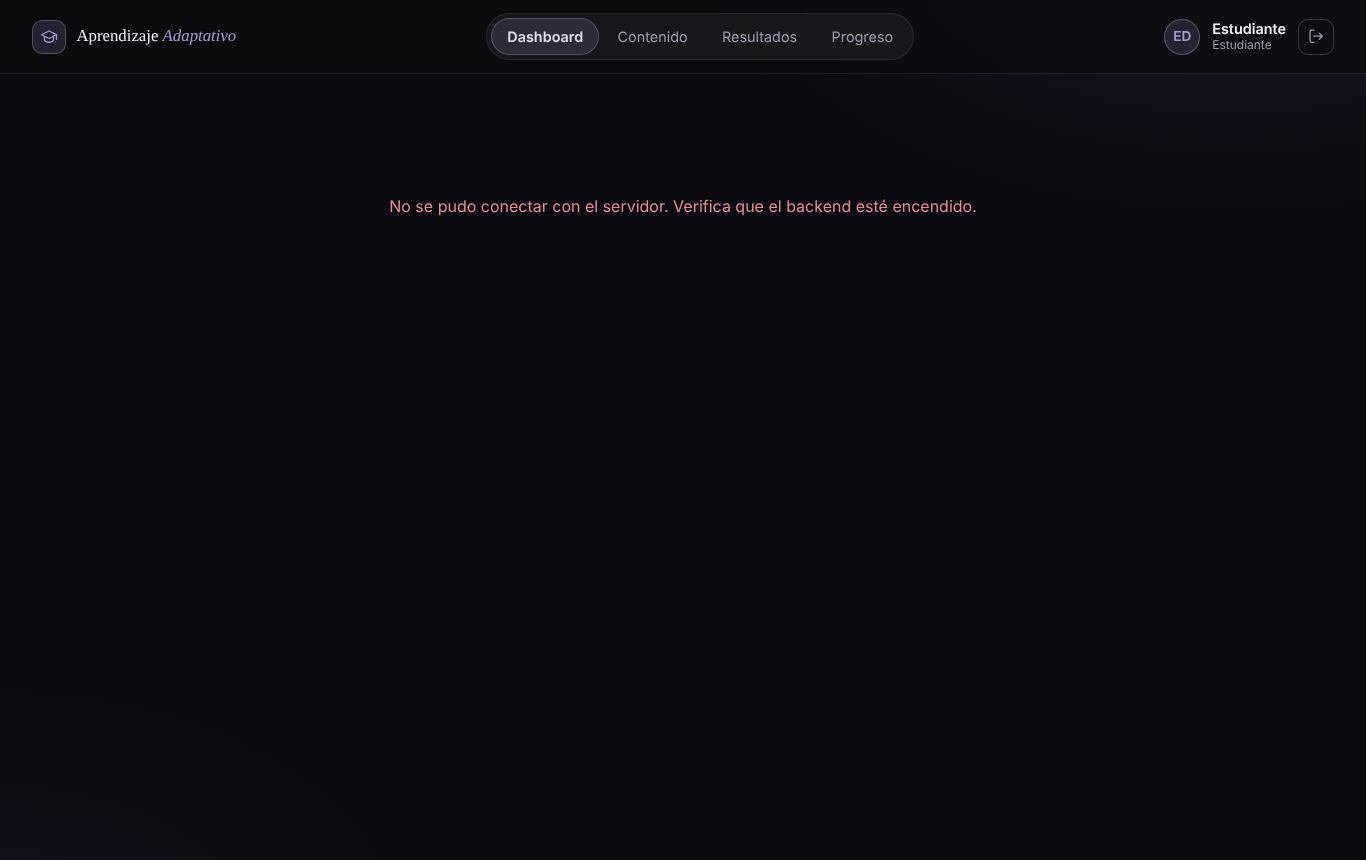 Aprendizaje Adaptativo
Dashboard
Contenido
Resultados
Progreso
ED
Estudiante
Estudiante
No se pudo conectar con el servidor. Verifica que el backend esté encendido.